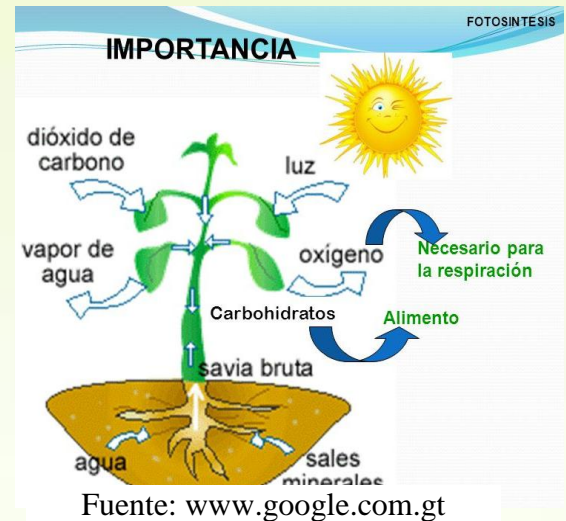 FOTOSINTESIS
IMPORTANCIA
dióxido de
carbono
luz
vapor de
agua
oxígeno
Necesario para
la respiración
Carbohidratos
Alimento
savia bruta
agua
sales
minerales
Fuente: www.google.com.gt